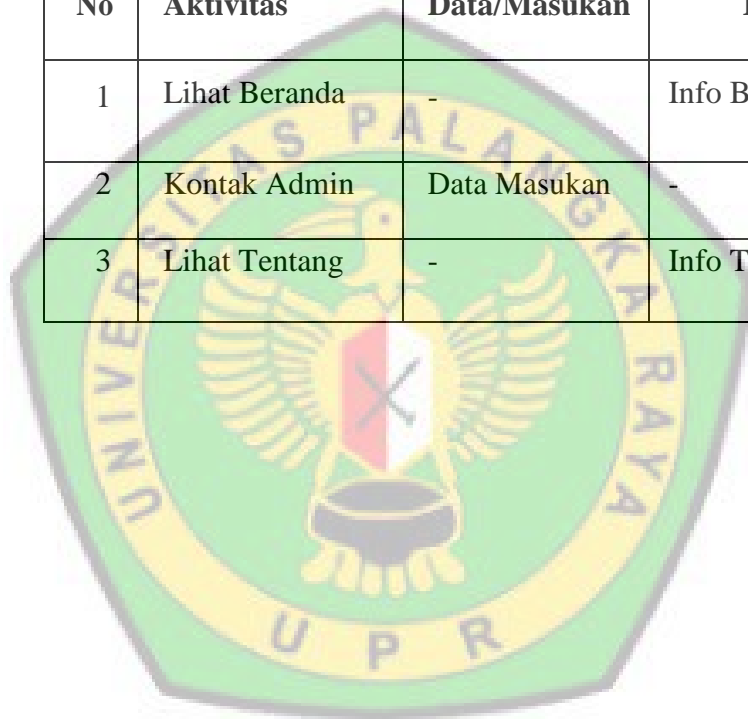 No Aktivitas Data/Masukan
1 Lihat Beranda - Info
2 Kontak Admin Data Masukan -
3 Lihat Tentang - Info
UNIVERSITAS PALANGKA RAYA
UPR